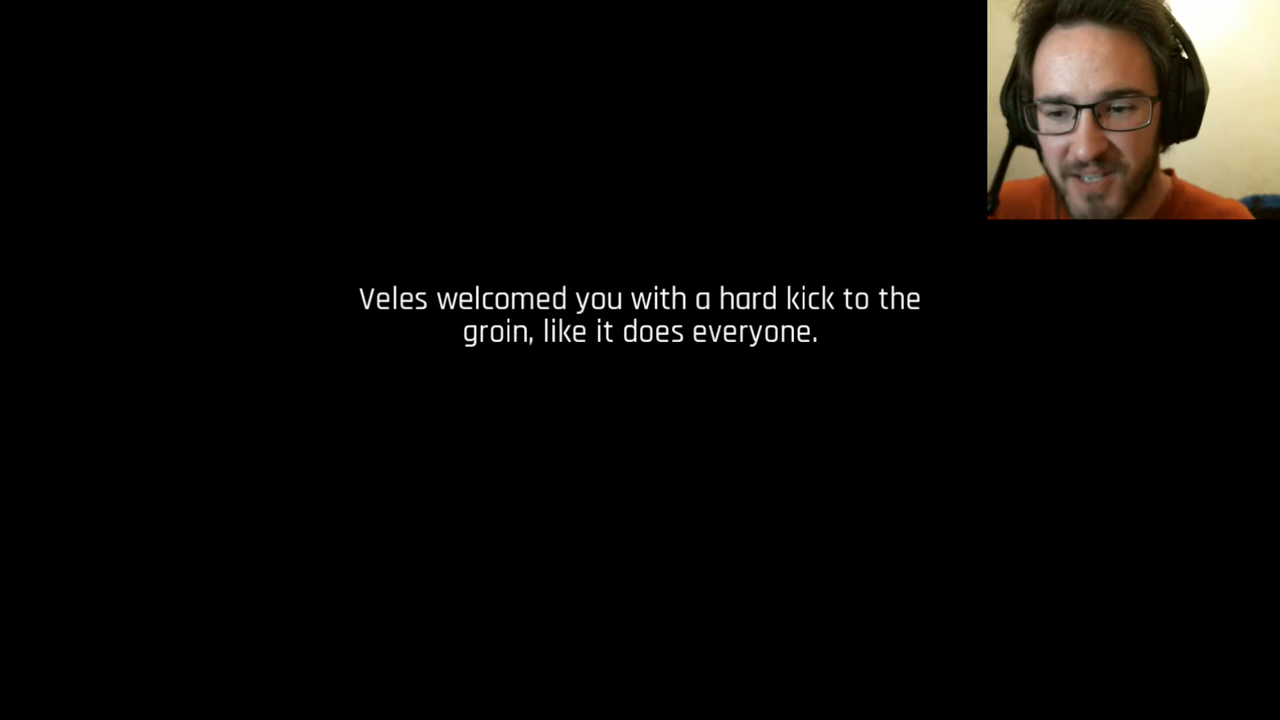 Veles welcomed you with a hard kick to the
groin, like it does everyone.